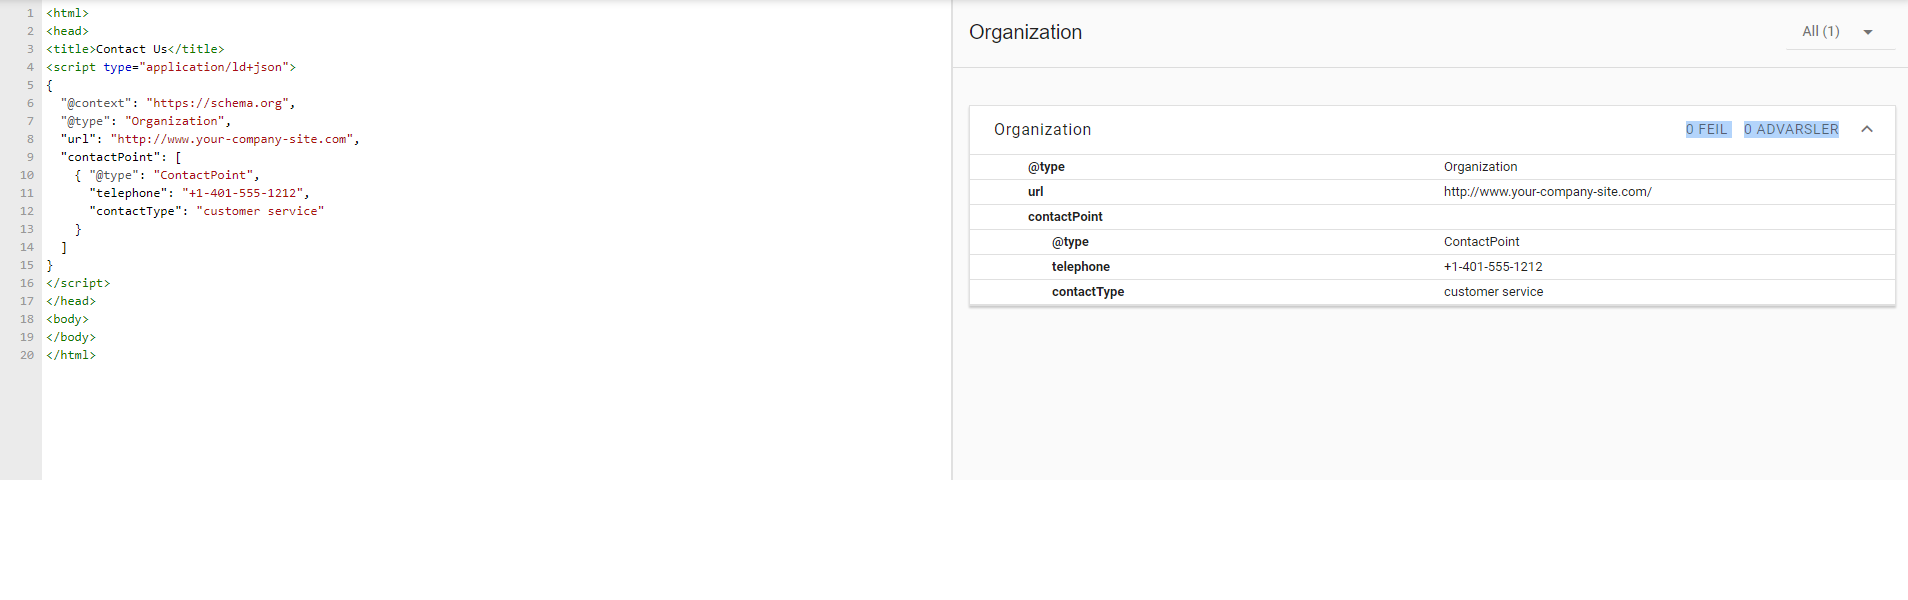 1 <html>
2 <head>
3 <title>Contact Us</title>
4 <script type="application/ld+json">
5 {
6   "@context": "https://schema.org",
7   "@type": "Organization",
8   "url": "http://www.your-company-site.com",
9   "contactPoint": [
10     { "@type": "ContactPoint",
11       "telephone": "+1-401-555-1212",
12       "contactType": "customer service"
13     }
14   ]
15 }
16 </script>
17 </head>
18 <body>
19 </body>
20 </html>
Organization All (1)
Organization 0 FEIL 0 ADVARSLER
@type Organization
url http://www.your-company-site.com/
contactPoint
@type ContactPoint
telephone +1-401-555-1212
contactType customer service